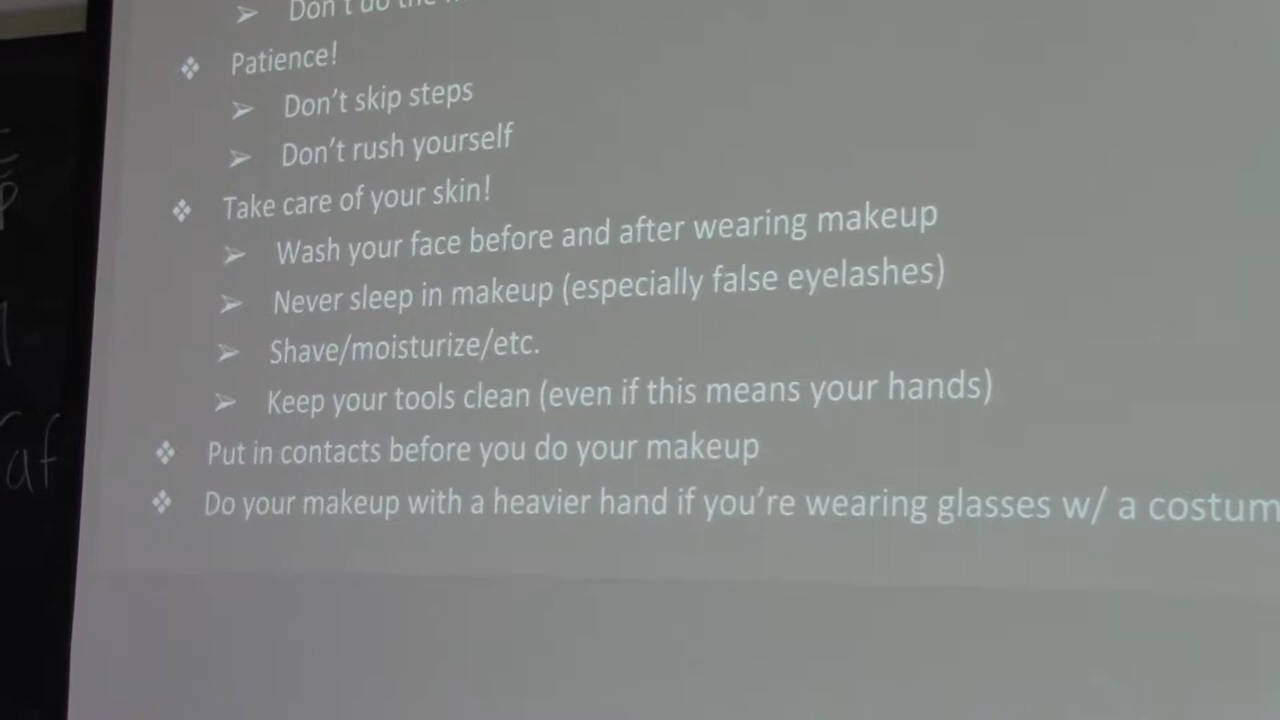 ➢ Don't do the
❖ Patience!
➢ Don't skip steps
➢ Don't rush yourself
❖ Take care of your skin!
➢ Wash your face before and after wearing makeup
➢ Never sleep in makeup (especially false eyelashes)
➢ Shave/moisturize/etc.
➢ Keep your tools clean (even if this means your hands)
❖ Put in contacts before you do your makeup
❖ Do your makeup with a heavier hand if you're wearing glasses w/ a costum